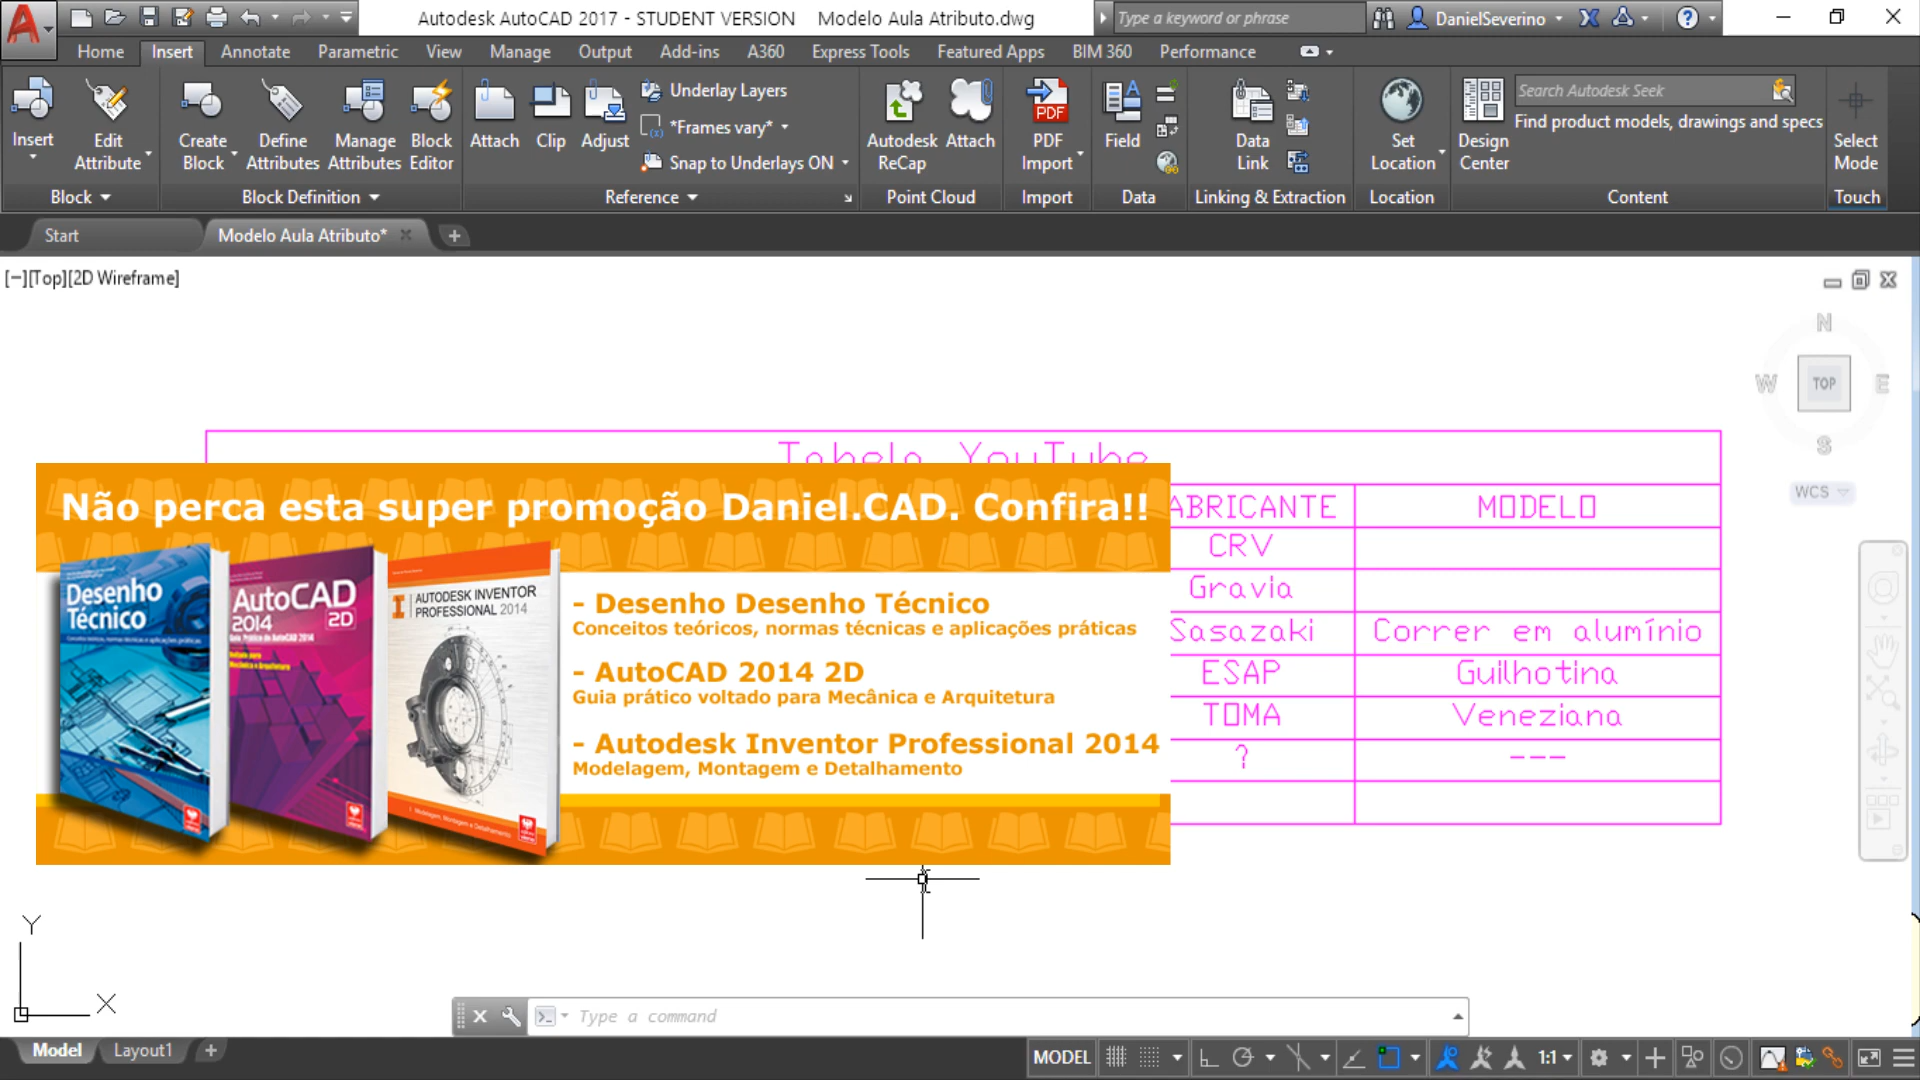 Autodesk AutoCAD 2017 - STUDENT VERSION Modelo Aula Atributo.dwg
Type a keyword or phrase
DanielSeverino
Home Insert Annotate Parametric View Manage Output Add-ins A360 Express Tools Featured Apps BIM 360 Performance
Insert
Edit Attribute
Create Block
Define Attributes
Manage Attributes
Block Editor
Attach
Clip
Adjust
Underlay Layers
*Frames vary*
Snap to Underlays ON
Autodesk ReCap
Attach
PDF Import
Field
Data Link
Set Location
Design Center
Search Autodesk Seek
Find product models, drawings and specs
Select Mode
Block
Block Definition
Reference
Point Cloud
Import
Data
Linking & Extraction
Location
Content
Touch
Start
Modelo Aula Atributo*
[−][Top][2D Wireframe]
N
W TOP E
S
WCS
Tabela YouTube
ABRICANTE MODELO
CRV
Gravia
Sasazaki Correr em alumínio
ESAP Guilhotina
TOMA Veneziana
? ---
Não perca esta super promoção Daniel.CAD. Confira!!
Desenho Técnico
AutoCAD 2014 2D
AUTODESK INVENTOR PROFESSIONAL 2014
- Desenho Desenho Técnico
Conceitos teóricos, normas técnicas e aplicações práticas
- AutoCAD 2014 2D
Guia prático voltado para Mecânica e Arquitetura
- Autodesk Inventor Professional 2014
Modelagem, Montagem e Detalhamento
Y
X
Type a command
Model Layout1
MODEL 1:1